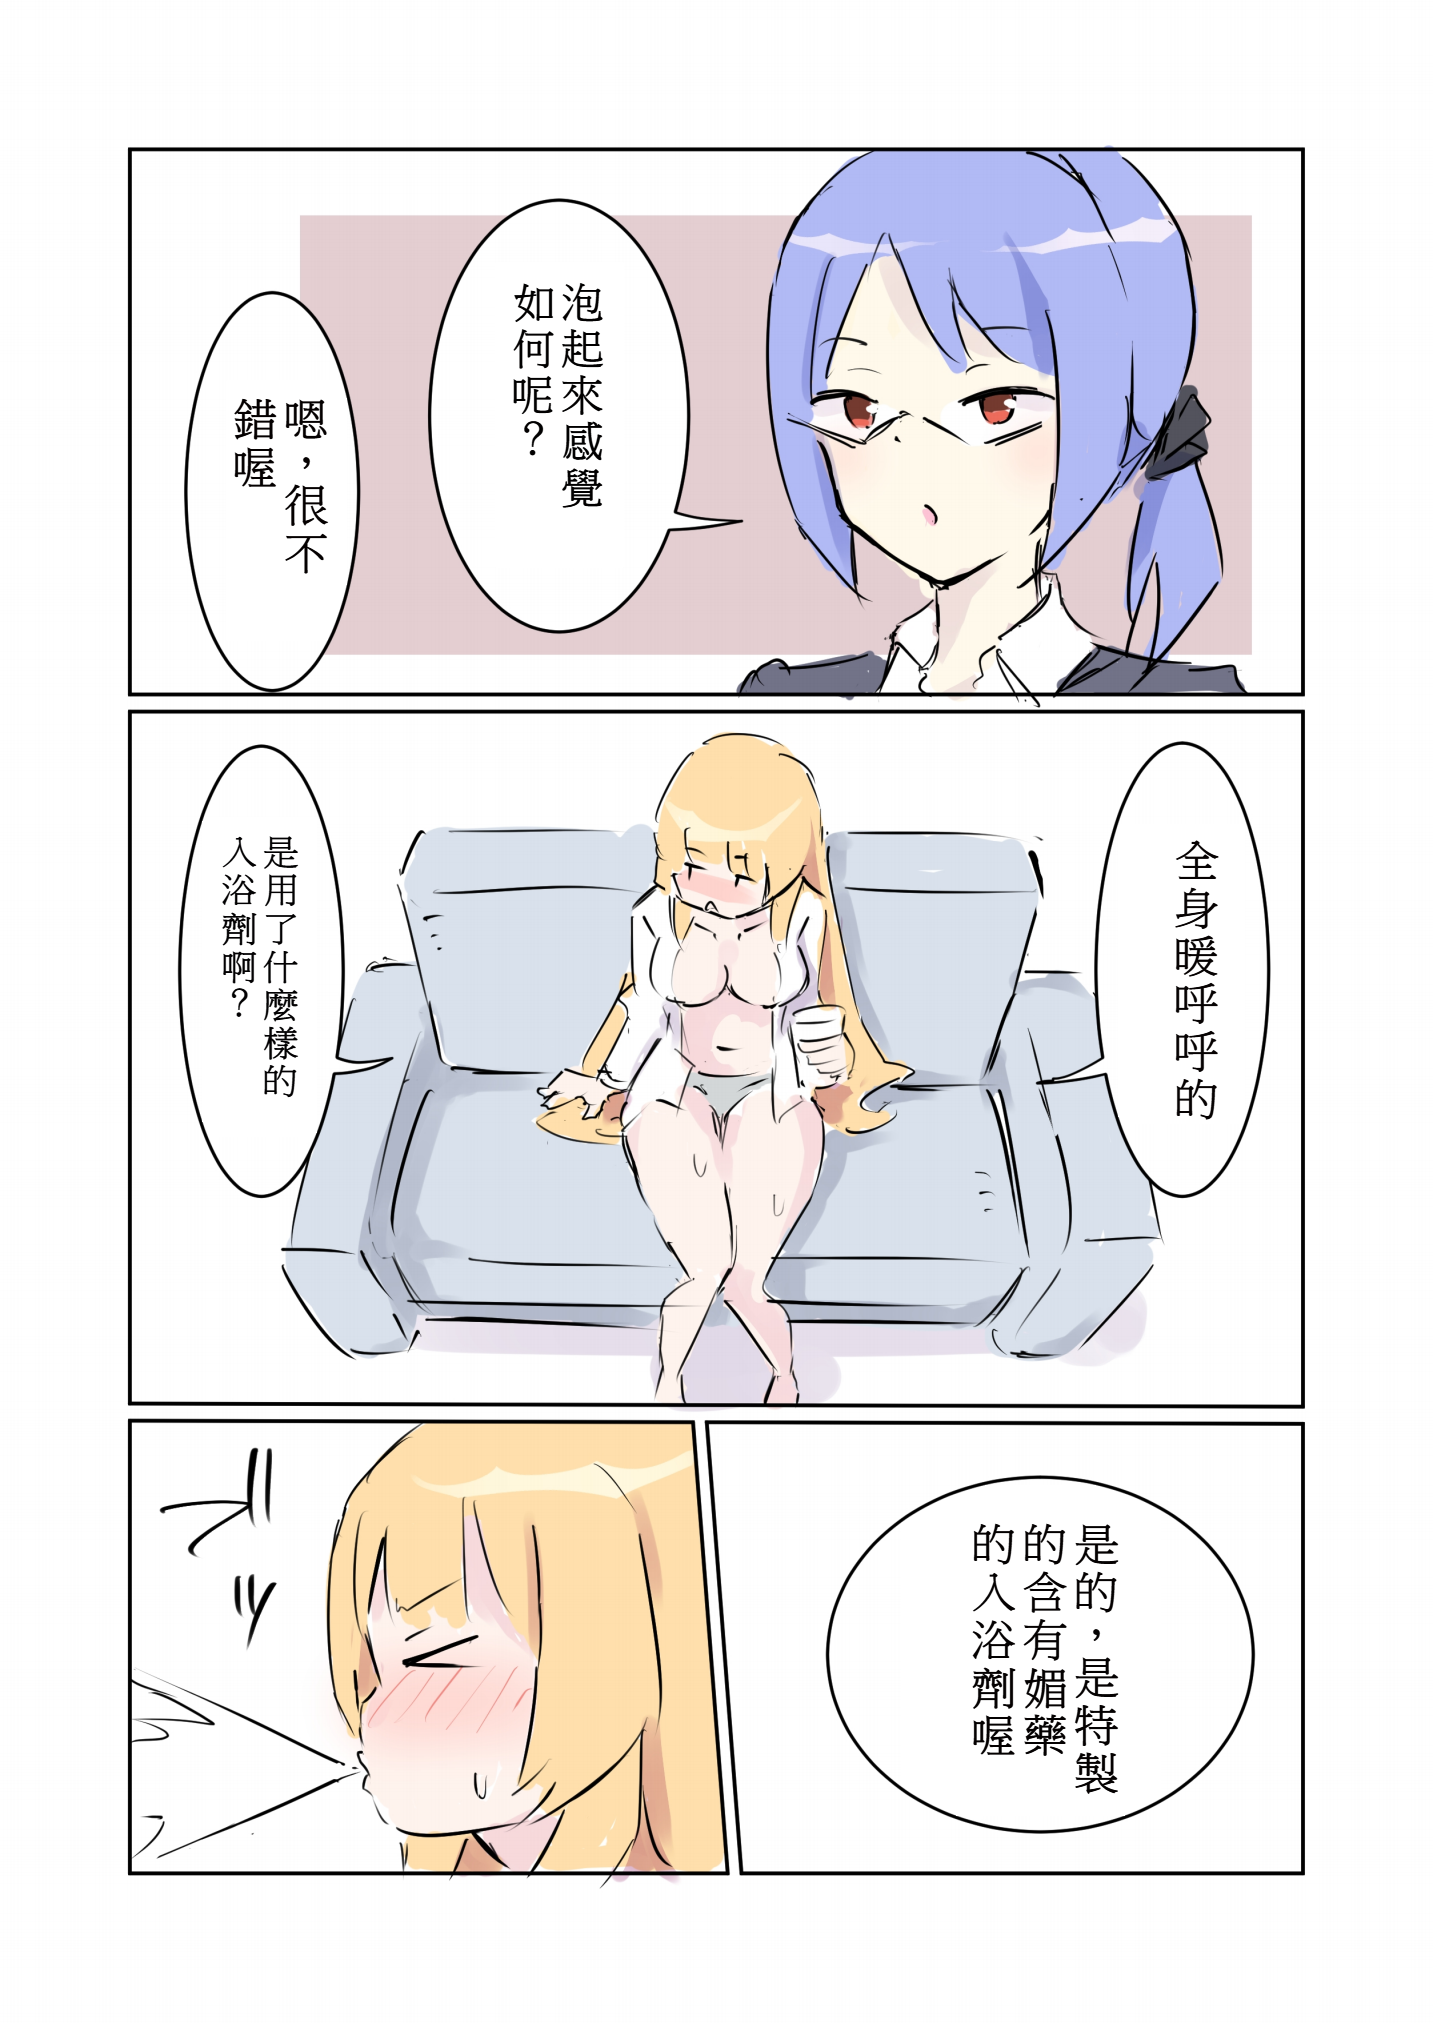 泡起來感覺
如何呢？
嗯，很不
錯喔
全身暖呼呼的
是用了什麼樣的
入浴劑啊？
是的，是特製
的含有媚藥
的入浴劑喔
ブッ